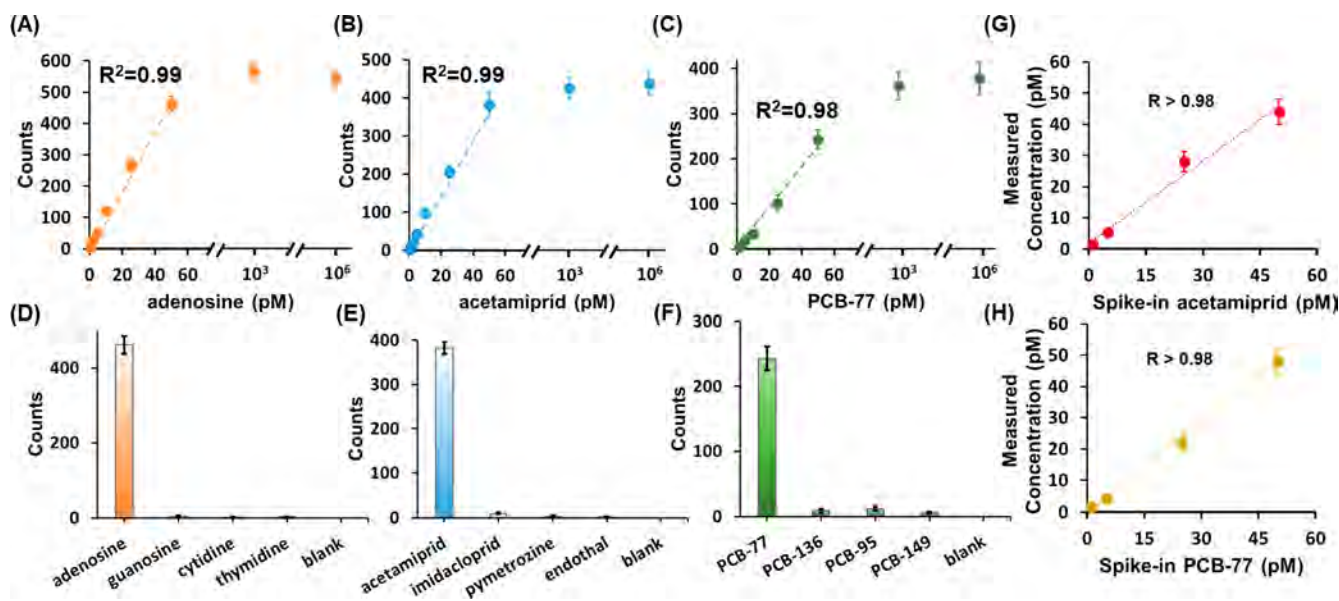 (A)
600
500
400
300
200
100
0
Counts
R²=0.99
0 20 40 60 10³ 10⁶
adenosine (pM)
(B)
500
400
300
200
100
0
Counts
R²=0.99
0 20 40 60 10³ 10⁶
acetamiprid (pM)
(C)
400
300
200
100
0
Counts
R²=0.98
20 40 60 10³ 10⁶
PCB-77 (pM)
(G)
60
50
40
30
20
10
0
Measured
Concentration (pM)
R > 0.98
0 15 30 45 60
Spike-in acetamiprid (pM)
(D)
400
200
0
Counts
adenosine
guanosine
cytidine
thymidine
blank
(E)
400
300
200
100
0
Counts
acetamiprid
imidacloprid
pymetrozine
endothal
blank
(F)
300
200
100
0
Counts
PCB-77
PCB-136
PCB-95
PCB-149
blank
(H)
60
50
40
30
20
10
0
Measured
Concentration (pM)
R > 0.98
0 15 30 45 60
Spike-in PCB-77 (pM)